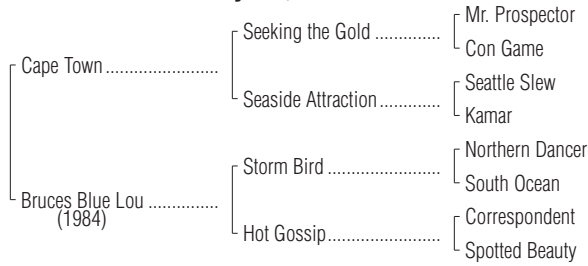 Mr. Prospector
Seeking the Gold ..............
Con Game
Cape Town ........................
Seattle Slew
Seaside Attraction.............
Kamar
Northern Dancer
Storm Bird .......................
South Ocean
Bruces Blue Lou ...............
(1984)
Correspondent
Hot Gossip.......................
Spotted Beauty